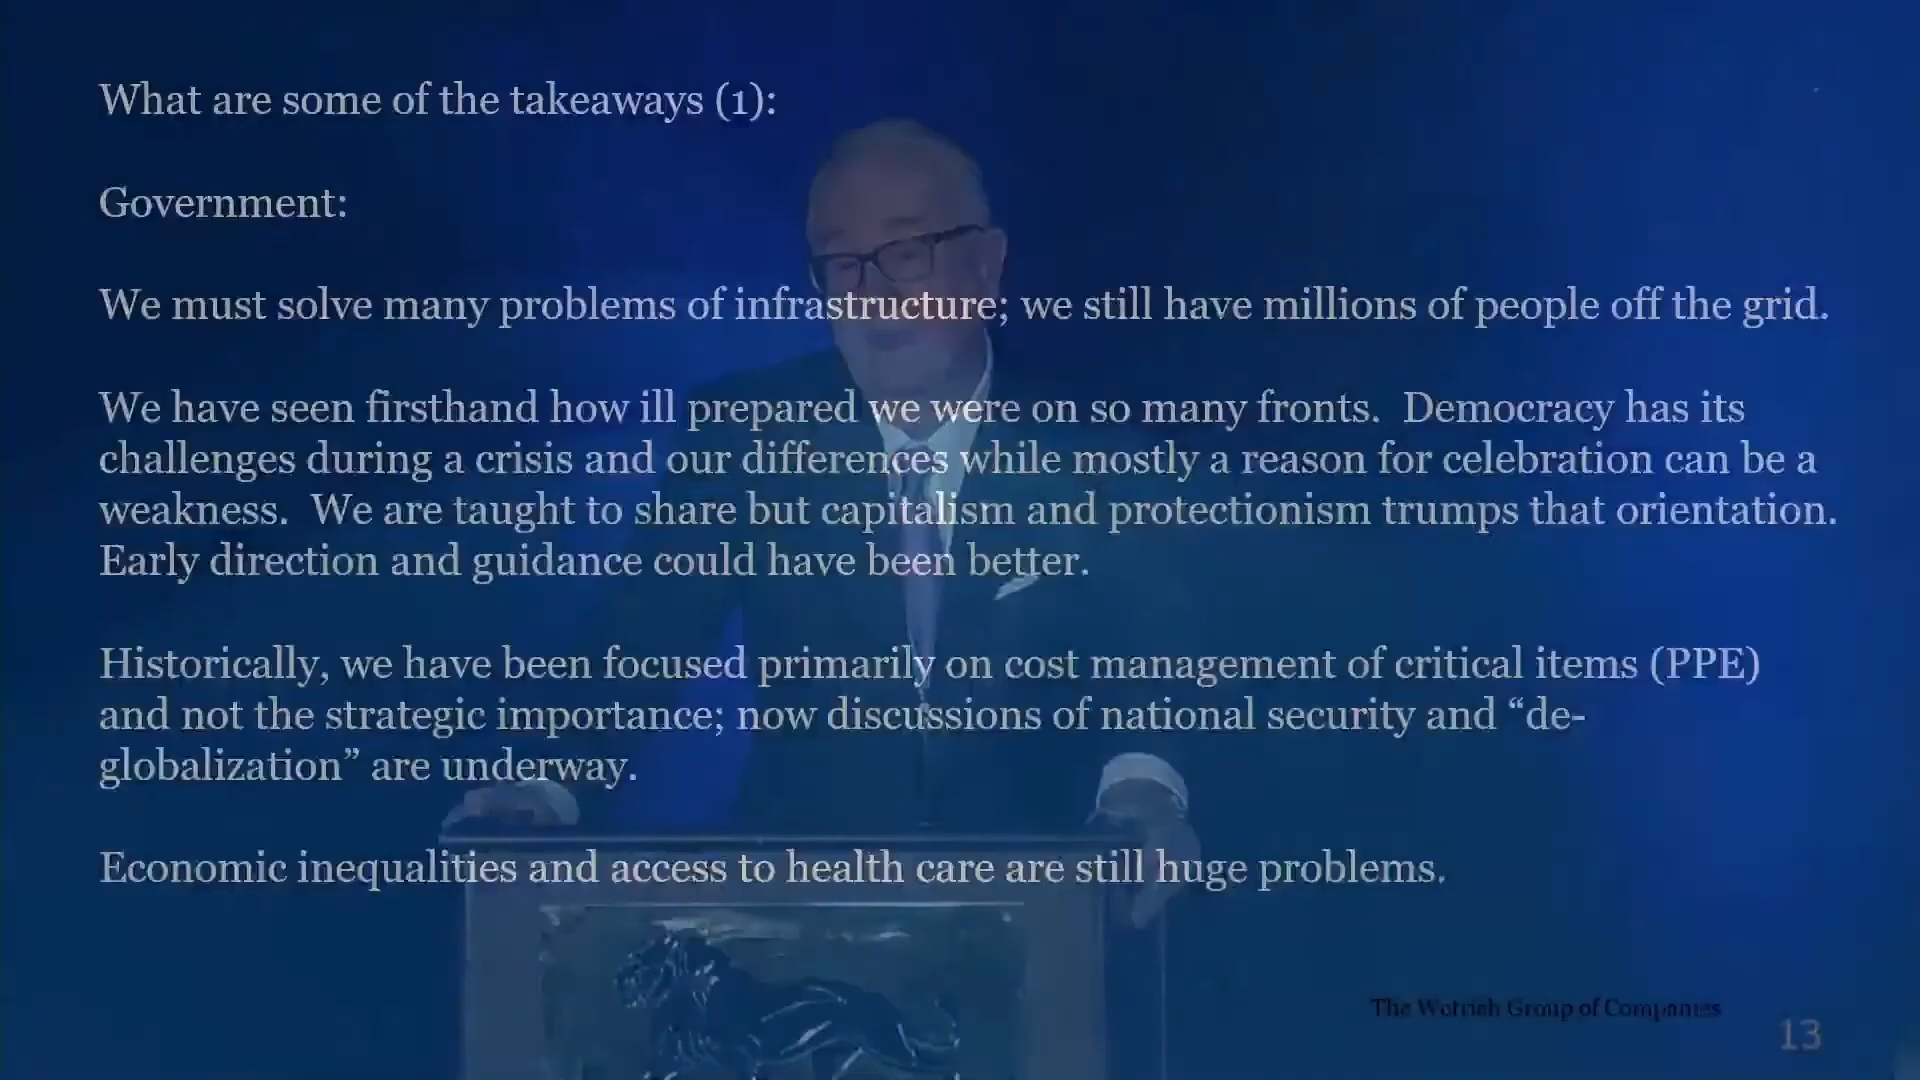 What are some of the takeaways (1):
Government:
We must solve many problems of infrastructure; we still have millions of people off the grid.
We have seen firsthand how ill prepared we were on so many fronts.  Democracy has its
challenges during a crisis and our differences while mostly a reason for celebration can be a
weakness.  We are taught to share but capitalism and protectionism trumps that orientation.
Early direction and guidance could have been better.
Historically, we have been focused primarily on cost management of critical items (PPE)
and not the strategic importance; now discussions of national security and “de-
globalization” are underway.
Economic inequalities and access to health care are still huge problems.
The Group of Companies
13